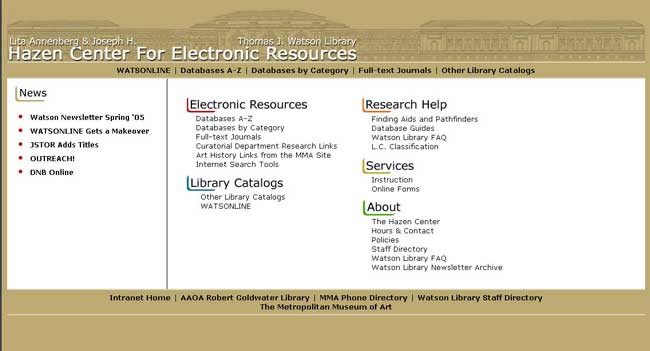 Lita Annenberg & Joseph H. Thomas J. Watson Library
Hazen Center For Electronic Resources
WATSONLINE | Databases A-Z | Databases by Category | Full-text Journals | Other Library Catalogs
News
Watson Newsletter Spring '05
WATSONLINE Gets a Makeover
JSTOR Adds Titles
OUTREACH!
DNB Online
Electronic Resources
Databases A-Z
Databases by Category
Full-text Journals
Curatorial Department Research Links
Art History Links from the MMA Site
Internet Search Tools
Library Catalogs
Other Library Catalogs
WATSONLINE
Research Help
Finding Aids and Pathfinders
Database Guides
Watson Library FAQ
L.C. Classification
Services
Instruction
Online Forms
About
The Hazen Center
Hours & Contact
Policies
Staff Directory
Watson Library FAQ
Watson Library Newsletter Archive
Intranet Home | AAOA Robert Goldwater Library | MMA Phone Directory | Watson Library Staff Directory
The Metropolitan Museum of Art